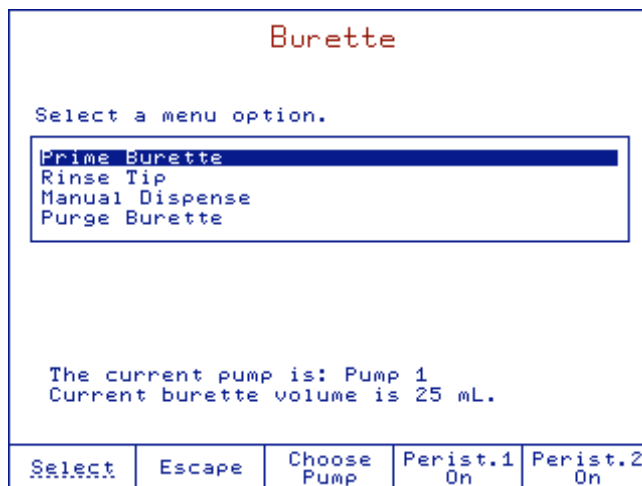 Burette
Select a menu option.
Prime Burette
Rinse Tip
Manual Dispense
Purge Burette
The current pump is: Pump 1
Current burette volume is 25 mL.
Select
Escape
Choose
Pump
Perist.1
On
Perist.2
On